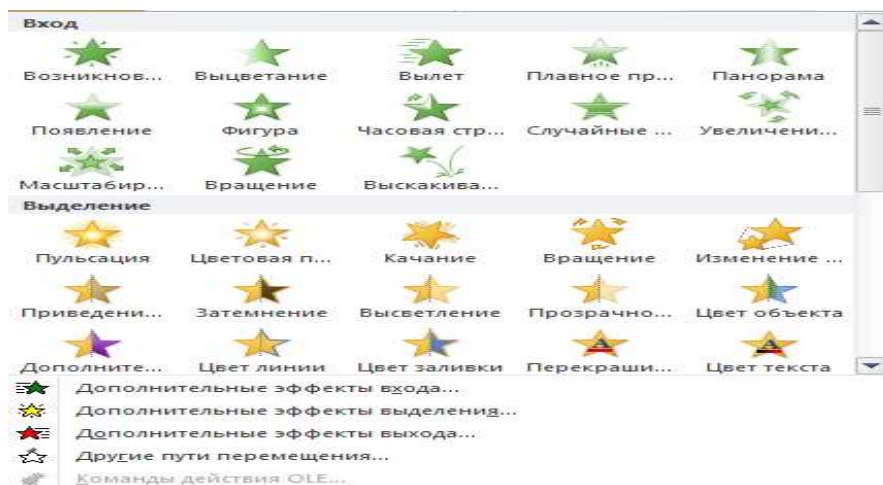 Вход
Возникнов... Выцветание Вылет Плавное пр... Панорама
Появление Фигура Часовая стр... Случайные ... Увеличени...
Масштабир... Вращение Выскакива...
Выделение
Пульсация Цветовая п... Качание Вращение Изменение ...
Приведени... Затемнение Высветление Прозрачно... Цвет объекта
Дополните... Цвет линии Цвет заливки Перекраши... Цвет текста
Дополнительные эффекты входа...
Дополнительные эффекты выделения...
Дополнительные эффекты выхода...
Другие пути перемещения...
Команды действия OLE...